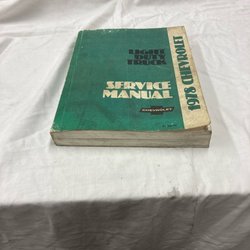 LIGHT
DUTY
TRUCK
SERVICE
MANUAL
CHEVROLET
1978 CHEVROLET